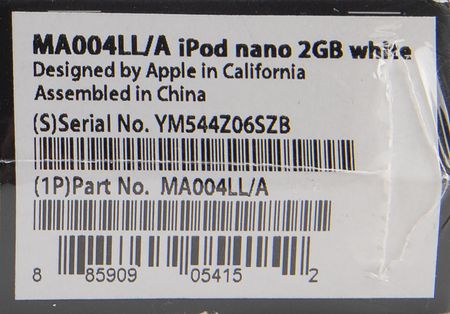 MA004LL/A iPod nano 2GB white
Designed by Apple in California
Assembled in China
(S)Serial No. YM544Z06SZB
(1P)Part No. MA004LL/A
8 85909 05415 2